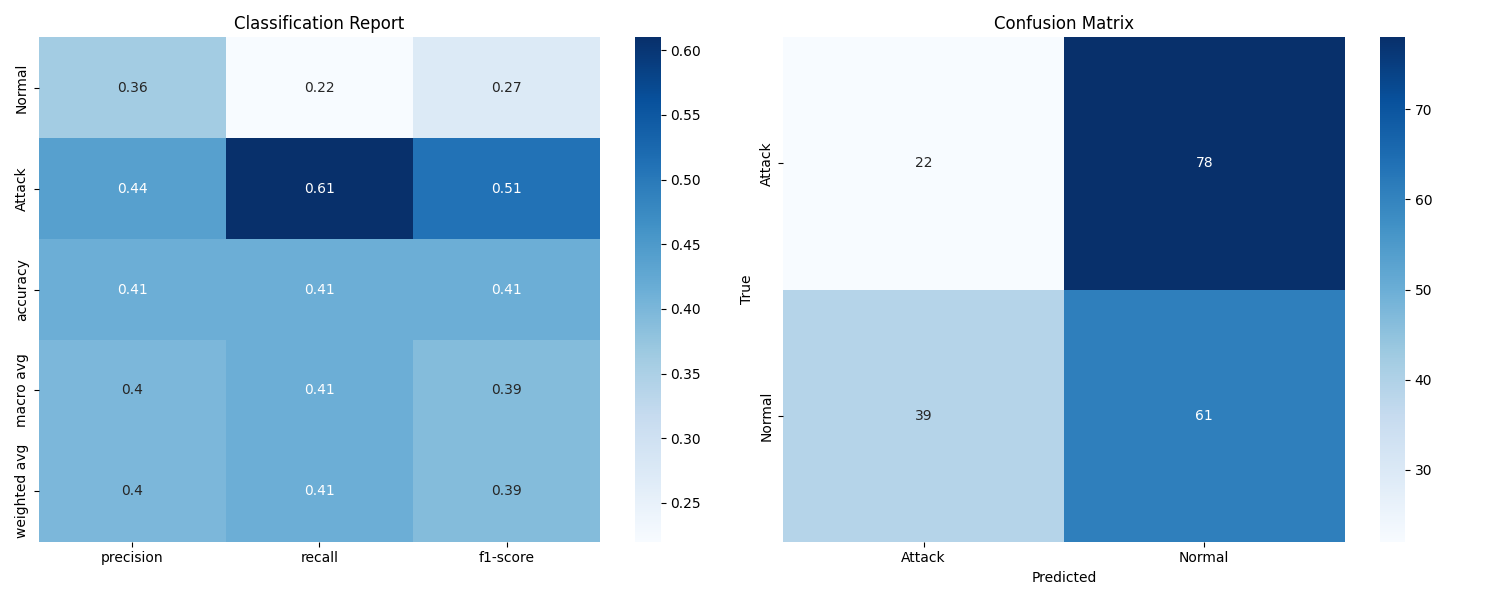 Classification Report
Normal 0.36 0.22 0.27
Attack 0.44 0.61 0.51
accuracy 0.41 0.41 0.41
macro avg 0.4 0.41 0.39
weighted avg 0.4 0.41 0.39
precision recall f1-score
0.60
0.55
0.50
0.45
0.40
0.35
0.30
0.25
Confusion Matrix
True
Attack 22 78
Normal 39 61
Attack Normal
Predicted
70
60
50
40
30